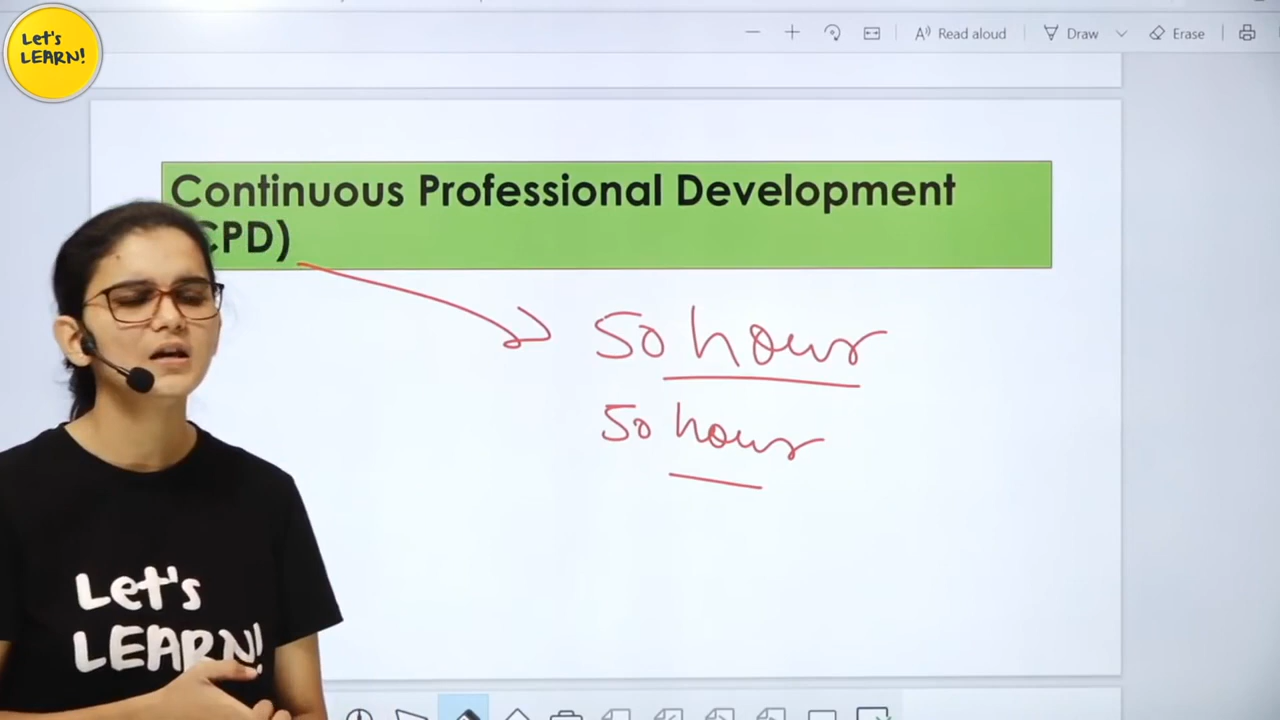 Let's
LEARN!
Read aloud
Draw
Erase
Continuous Professional Development
CPD)
50 hour
50 hour
Let's
LEARN!